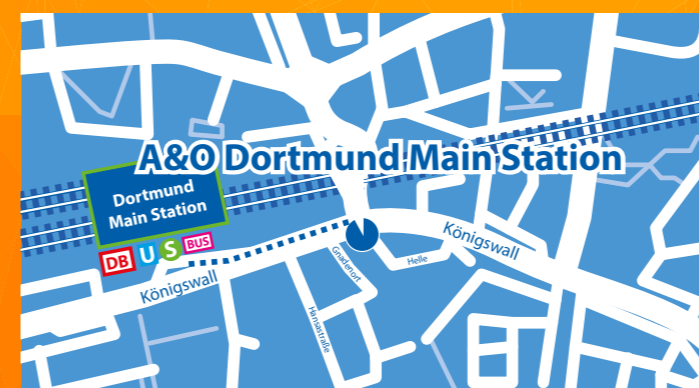 A&O Dortmund Main Station
Dortmund
Main Station
DB U S BUS
Königswall
Königswall
Gnadenort
Helle
Hansastraße